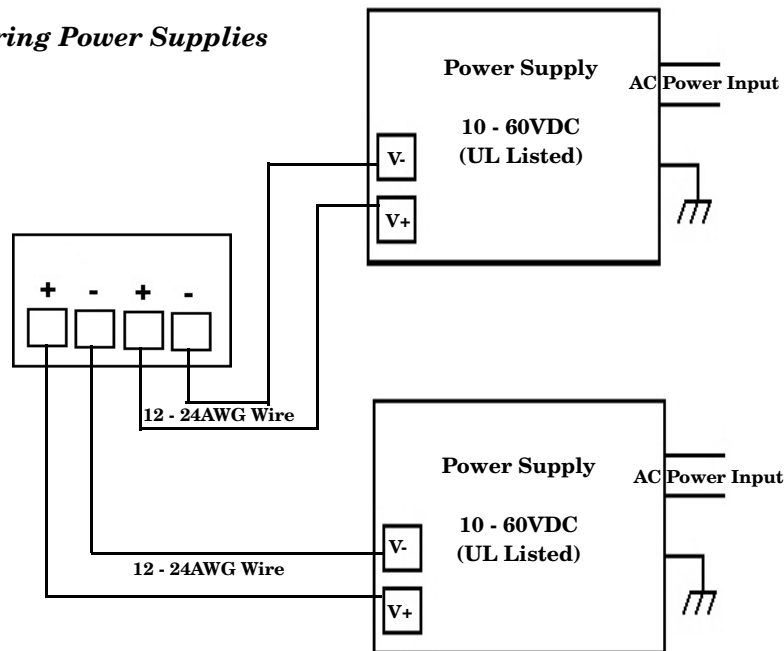 ring Power Supplies
Power Supply
AC Power Input
10 - 60VDC
(UL Listed)
V-
V+
+ - + -
12 - 24AWG Wire
Power Supply
AC Power Input
10 - 60VDC
(UL Listed)
V-
12 - 24AWG Wire
V+